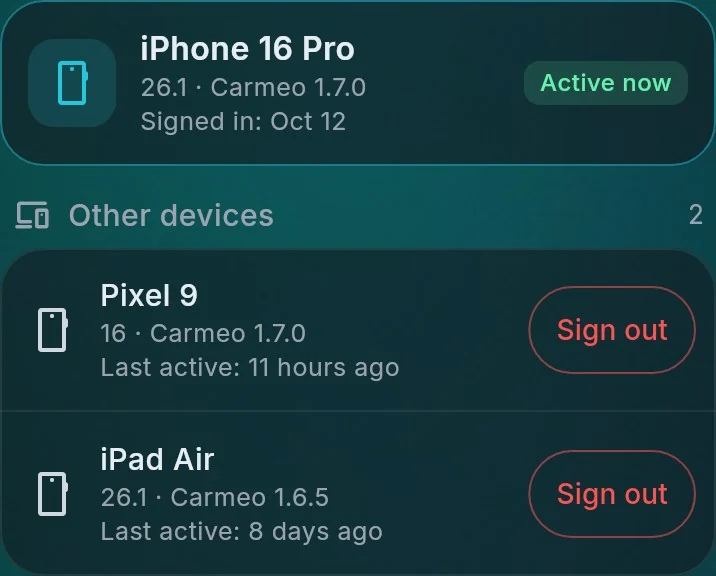 iPhone 16 Pro
26.1 · Carmeo 1.7.0
Signed in: Oct 12
Active now
Other devices
2
Pixel 9
16 · Carmeo 1.7.0
Last active: 11 hours ago
Sign out
iPad Air
26.1 · Carmeo 1.6.5
Last active: 8 days ago
Sign out